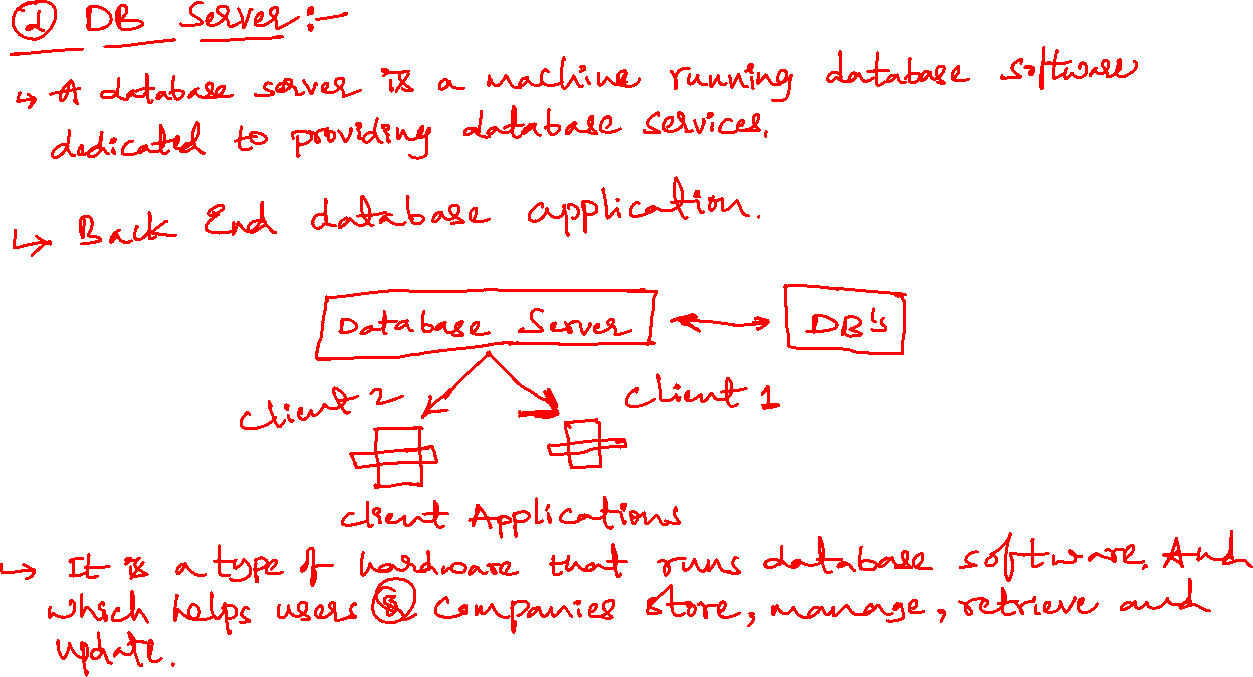 ① DB Server:-
↳ A database server is a machine running database software
dedicated to providing database services.
↳ Back End database application.
Database Server
DB's
Client 2
Client 1
Client Applications
↳ It is a type of hardware that runs database software. And
which helps users & Companies store, manage, retrieve and
update.